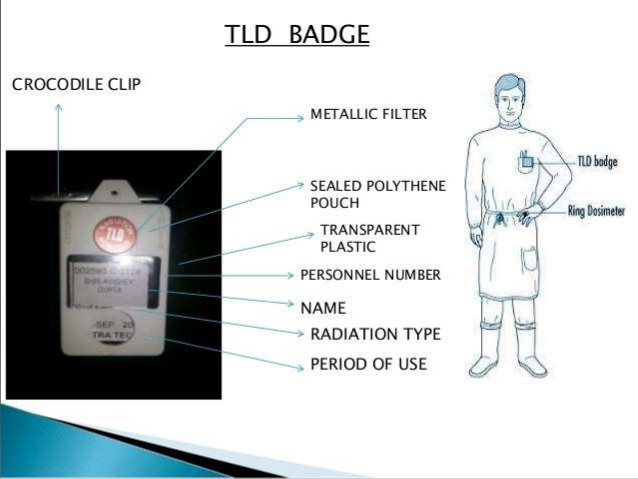 TLD BADGE
CROCODILE CLIP
METALLIC FILTER
SEALED POLYTHENE
POUCH
TRANSPARENT
PLASTIC
PERSONNEL NUMBER
NAME
RADIATION TYPE
PERIOD OF USE
TLD badge
Ring Dosimeter
TLD
GUPTA
-SEP 20
TRA TEC